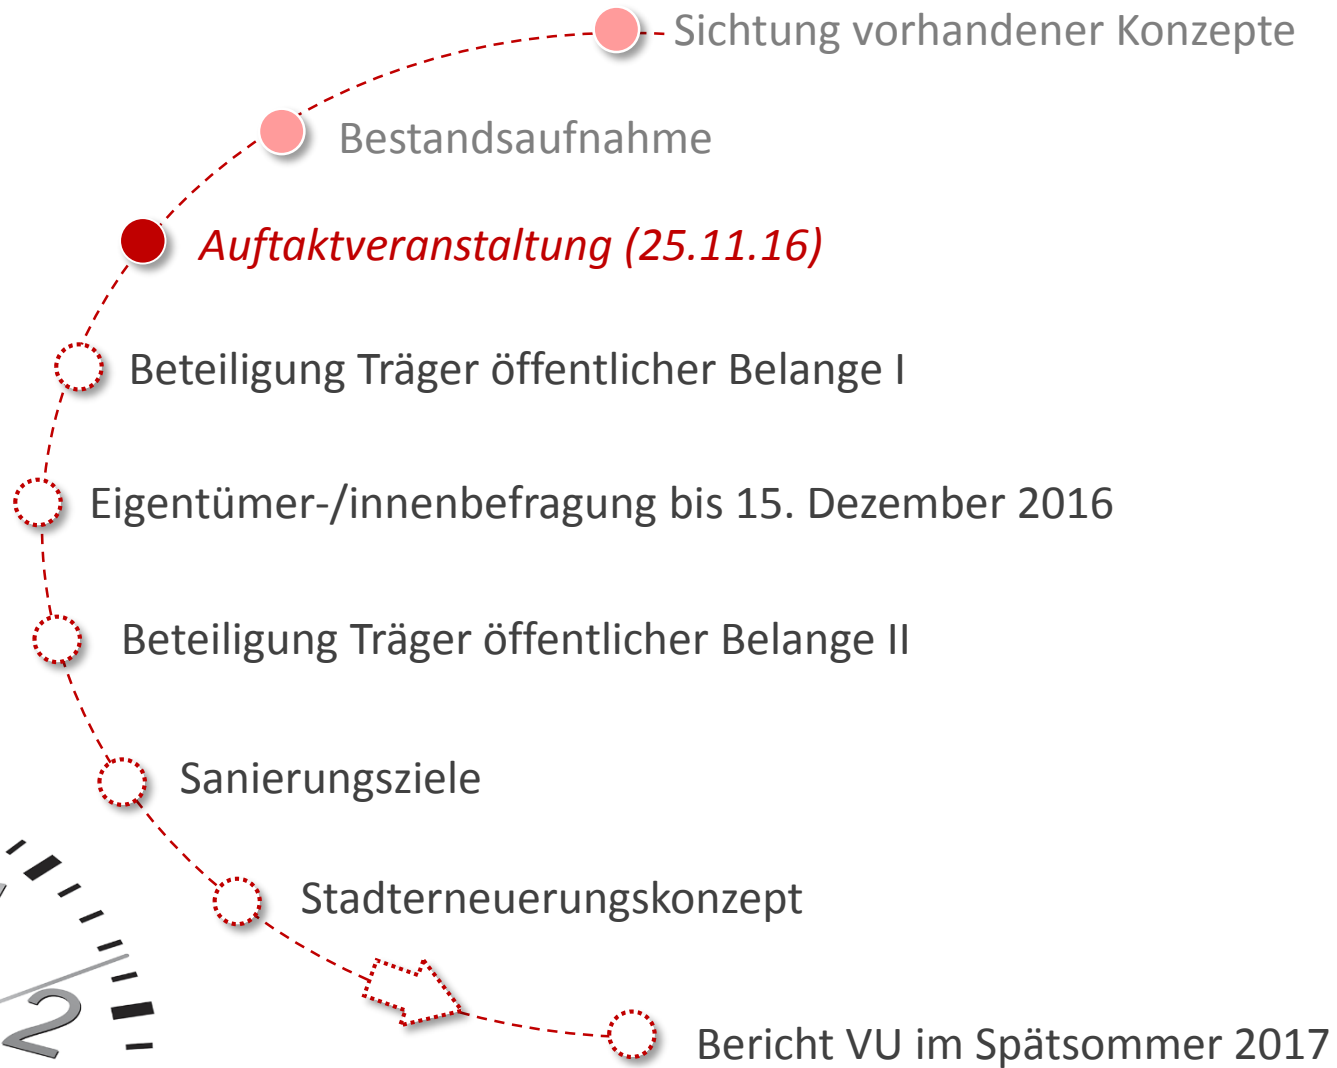 Sichtung vorhandener Konzepte
Bestandsaufnahme
Auftaktveranstaltung (25.11.16)
Beteiligung Träger öffentlicher Belange I
Eigentümer-/innenbefragung bis 15. Dezember 2016
Beteiligung Träger öffentlicher Belange II
Sanierungsziele
Stadterneuerungskonzept
2
Bericht VU im Spätsommer 2017